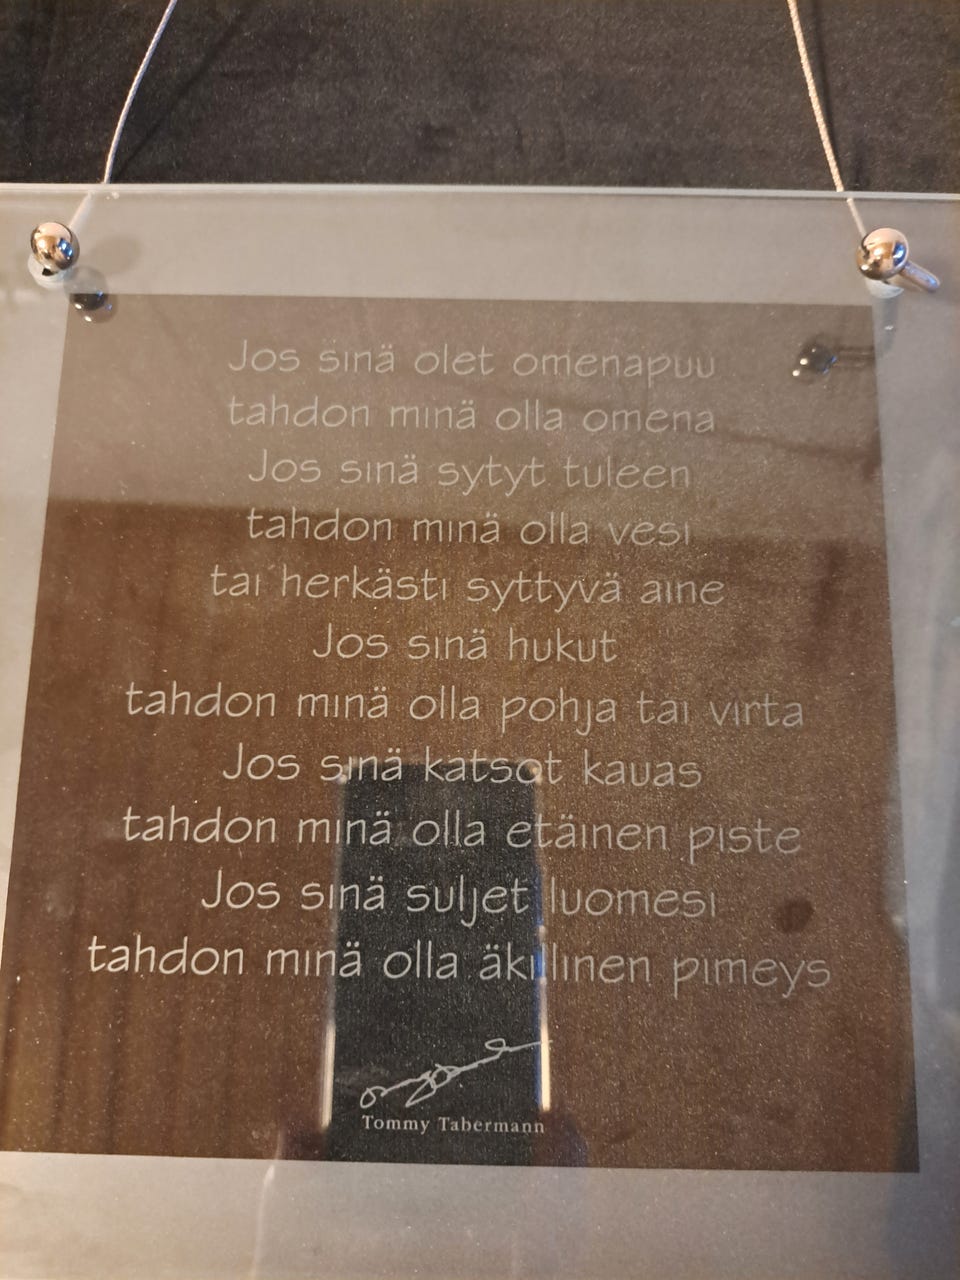 Jos sinä olet omenapuu
tahdon minä olla omena
Jos sinä sytyt tuleen
tahdon minä olla vesi
tai herkästi syttyvä aine
Jos sinä hukut
tahdon minä olla pohja tai virta
Jos sinä katsot kauas
tahdon minä olla etäinen piste
Jos sinä suljet luomesi
tahdon minä olla äkillinen pimeys
Tommy Tabermann